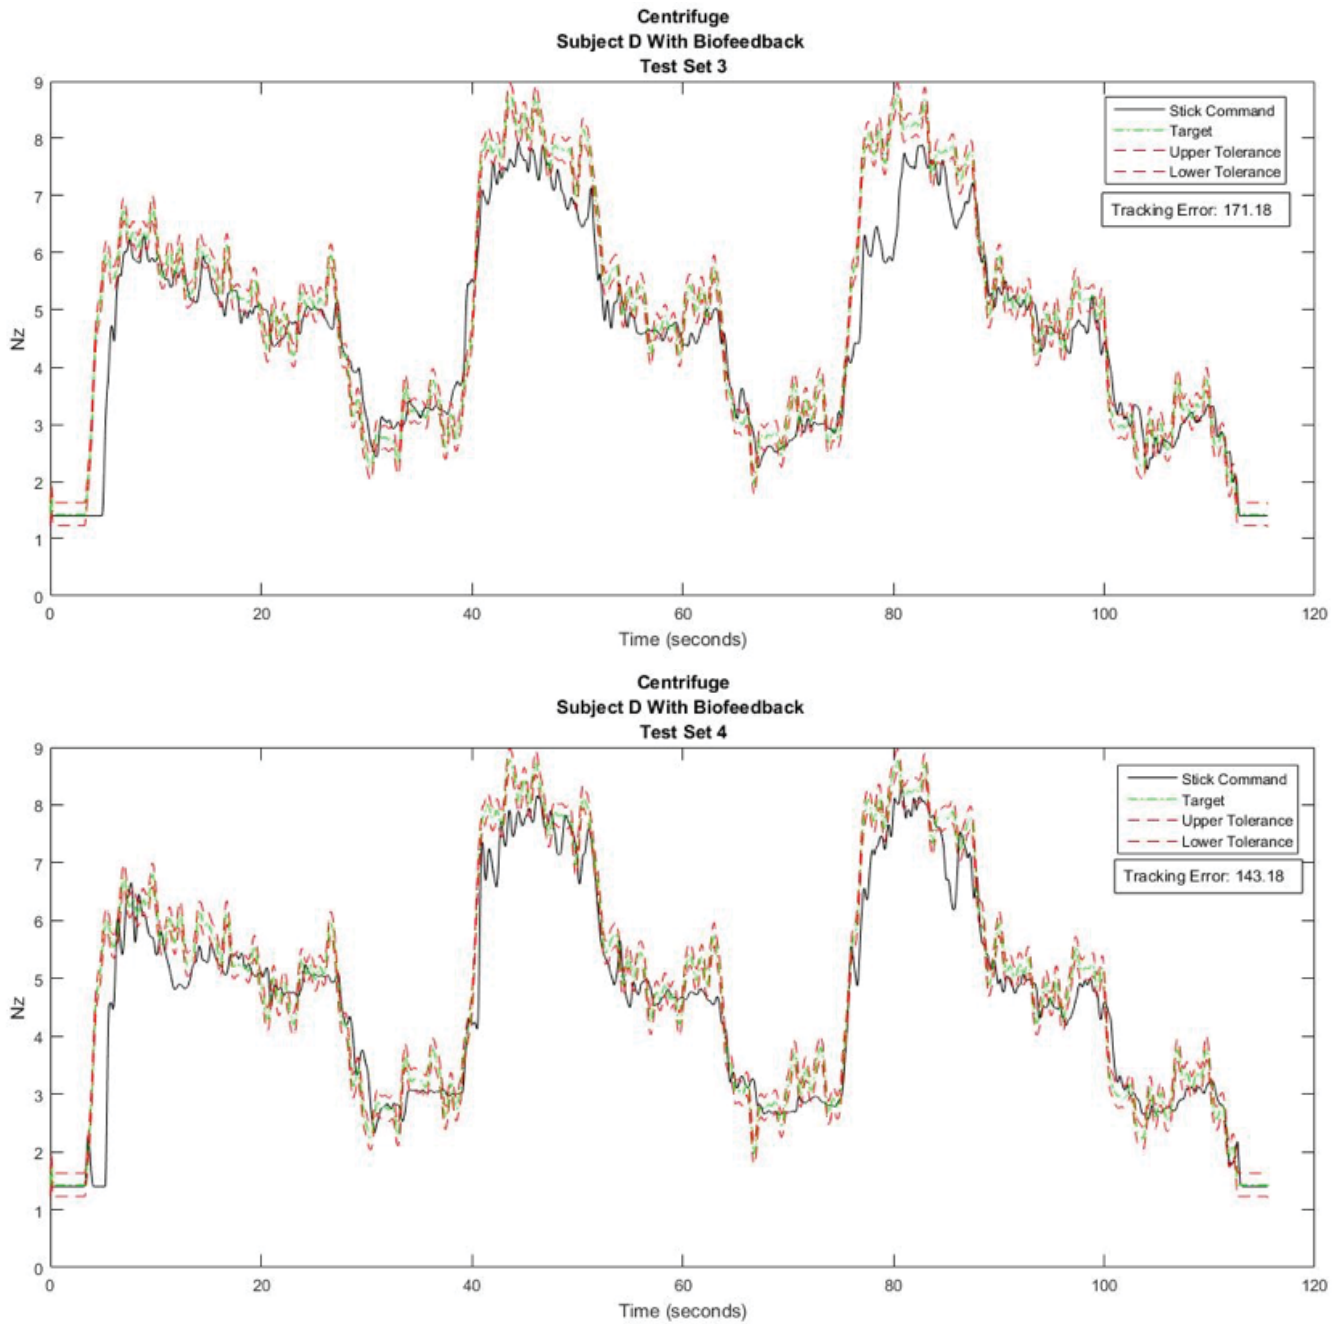 Centrifuge
Subject D With Biofeedback
Test Set 3
9
8
7
6
5
4
3
2
1
0
Nz
0 20 40 60 80 100 120
Time (seconds)
Stick Command
Target
Upper Tolerance
Lower Tolerance
Tracking Error: 171.18
Centrifuge
Subject D With Biofeedback
Test Set 4
9
8
7
6
5
4
3
2
1
0
Nz
0 20 40 60 80 100 120
Time (seconds)
Stick Command
Target
Upper Tolerance
Lower Tolerance
Tracking Error: 143.18